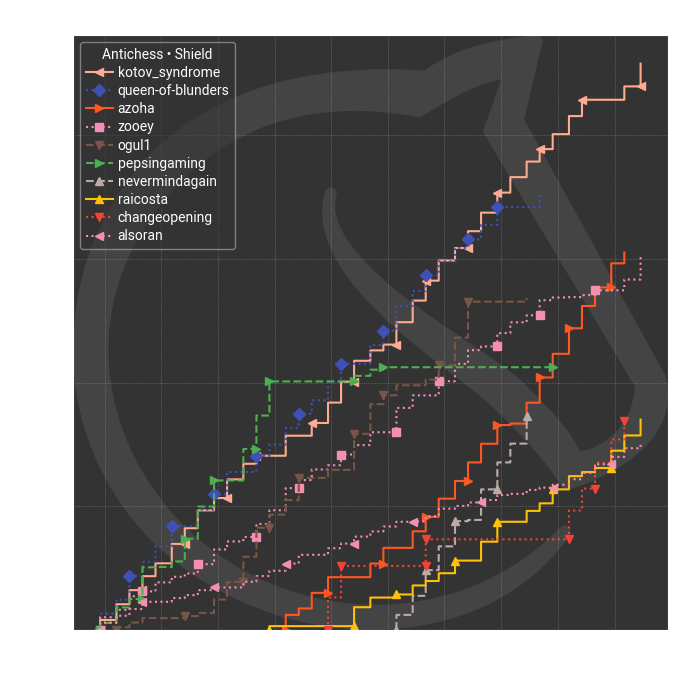 Antichess • Shield
kotov_syndrome
queen-of-blunders
azoha
zooey
ogul1
pepsingaming
nevermindagain
raicosta
changeopening
alsoran